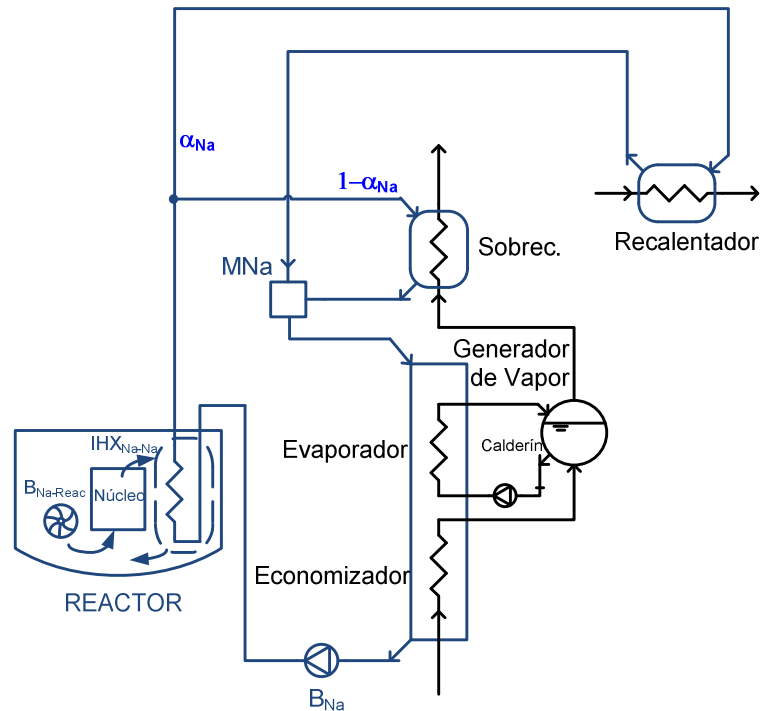 αNa
1−αNa
Sobrec.
Recalentador
MNa
Generador
de Vapor
Evaporador
Calderín
IHXNa-Na
BNa-Reac
Núcleo
Economizador
REACTOR
BNa